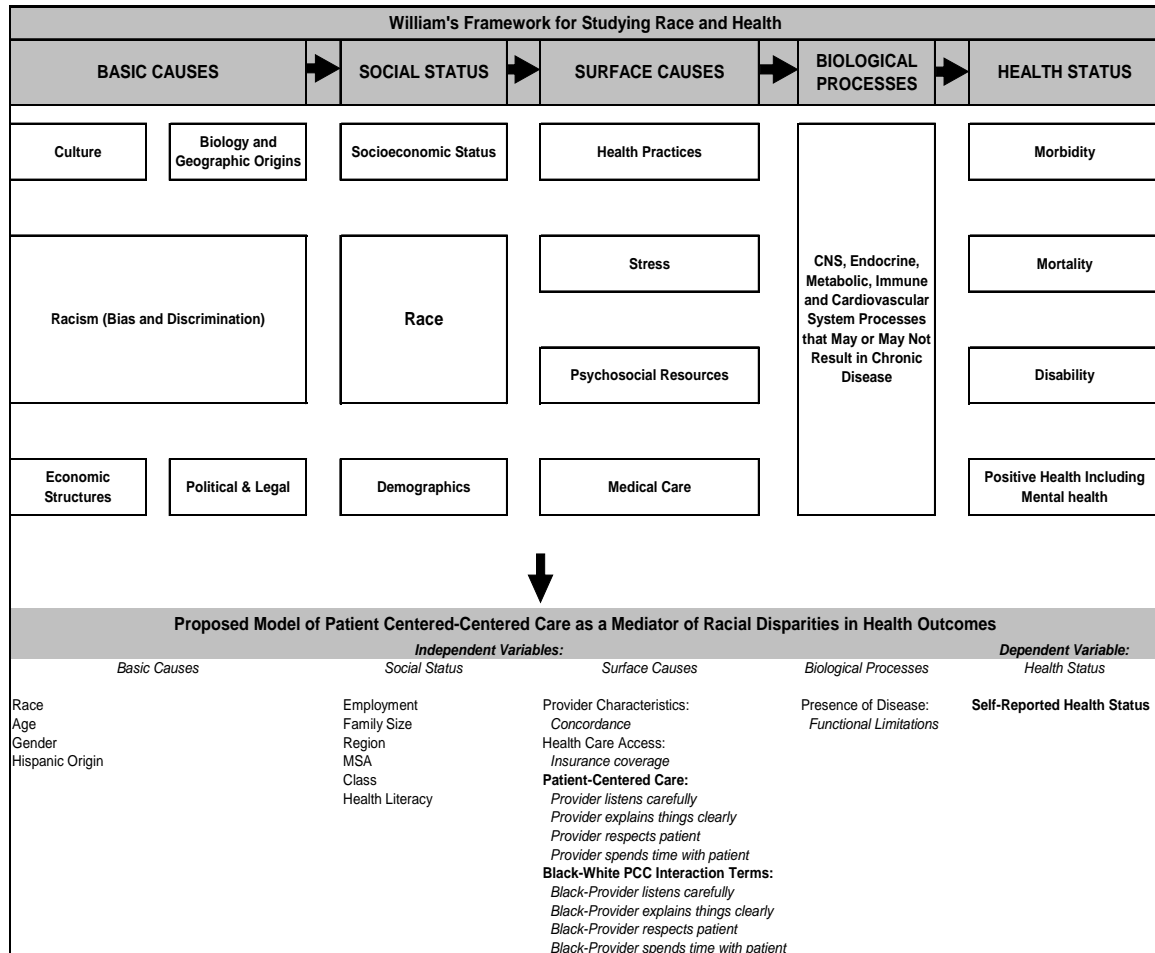 William's Framework for Studying Race and Health
BASIC CAUSES
SOCIAL STATUS
SURFACE CAUSES
BIOLOGICAL
PROCESSES
HEALTH STATUS
Culture
Biology and
Geographic Origins
Socioeconomic Status
Health Practices
Morbidity
Racism (Bias and Discrimination)
Race
Stress
Psychosocial Resources
CNS, Endocrine,
Metabolic, Immune
and Cardiovascular
System Processes
that May or May Not
Result in Chronic
Disease
Mortality
Disability
Economic
Structures
Political & Legal
Demographics
Medical Care
Positive Health Including
Mental health
Proposed Model of Patient Centered-Centered Care as a Mediator of Racial Disparities in Health Outcomes
Independent Variables:
Dependent Variable:
Basic Causes
Social Status
Surface Causes
Biological Processes
Health Status
Race
Age
Gender
Hispanic Origin
Employment
Family Size
Region
MSA
Class
Health Literacy
Provider Characteristics:
Concordance
Health Care Access:
Insurance coverage
Patient-Centered Care:
Provider listens carefully
Provider explains things clearly
Provider respects patient
Provider spends time with patient
Black-White PCC Interaction Terms:
Black-Provider listens carefully
Black-Provider explains things clearly
Black-Provider respects patient
Black-Provider spends time with patient
Presence of Disease:
Functional Limitations
Self-Reported Health Status